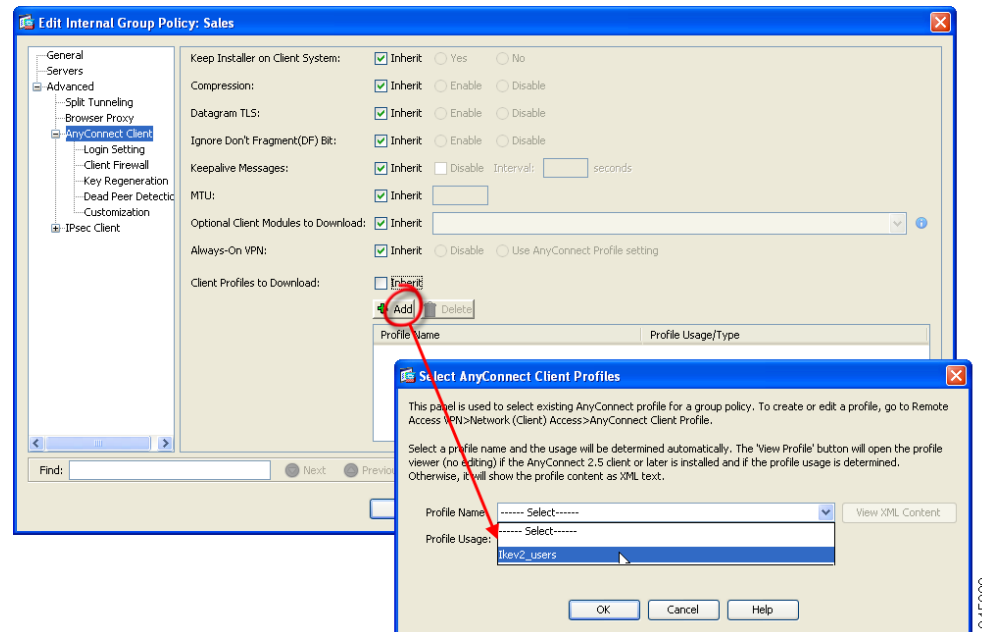 Edit Internal Group Policy: Sales
General
Servers
Advanced
Split Tunneling
Browser Proxy
AnyConnect Client
Login Setting
Client Firewall
Key Regeneration
Dead Peer Detectic
Customization
IPsec Client
Keep Installer on Client System: Inherit Yes No
Compression: Inherit Enable Disable
Datagram TLS: Inherit Enable Disable
Ignore Don't Fragment(DF) Bit: Inherit Enable Disable
Keepalive Messages: Inherit Disable Interval: seconds
MTU: Inherit
Optional Client Modules to Download: Inherit
Always-On VPN: Inherit Disable Use AnyConnect Profile setting
Client Profiles to Download: Inherit
Add Delete
Profile Name Profile Usage/Type
Find: Next Previo
Select AnyConnect Client Profiles
This panel is used to select existing AnyConnect profile for a group policy. To create or edit a profile, go to Remote
Access VPN>Network (Client) Access>AnyConnect Client Profile.
Select a profile name and the usage will be determined automatically. The 'View Profile' button will open the profile
viewer (no editing) if the AnyConnect 2.5 client or later is installed and if the profile usage is determined.
Otherwise, it will show the profile content as XML text.
Profile Name ------ Select------ View XML Content
------ Select------
Profile Usage:
Ikev2_users
OK Cancel Help